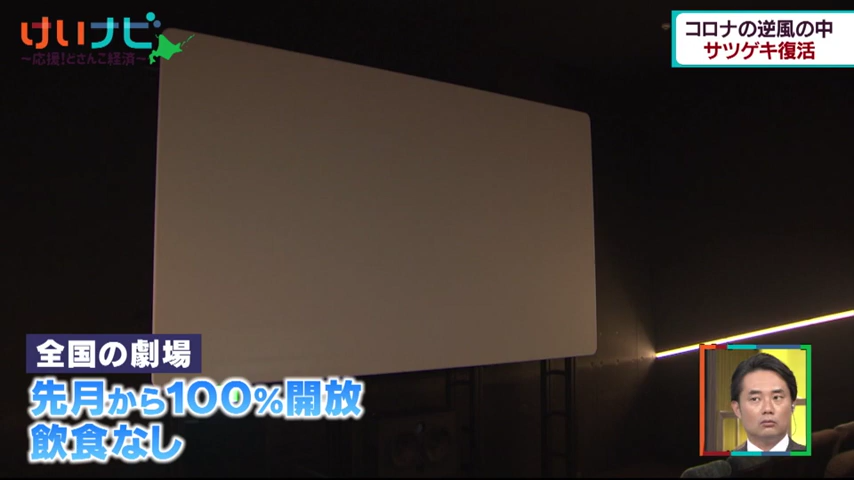 けいナビ
～応援!どさんこ経済～
コロナの逆風の中
サツゲキ復活
全国の劇場
先月から100%開放
飲食なし